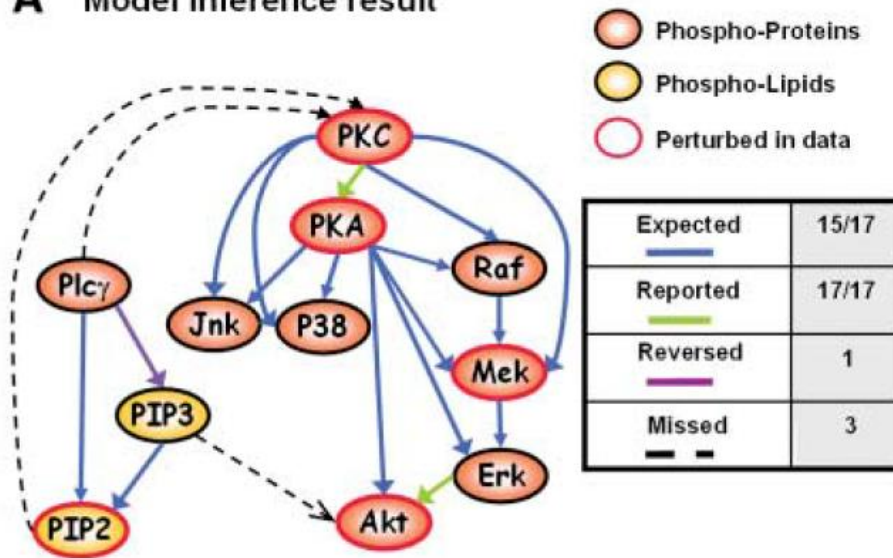 A Model inference result
Phospho-Proteins
Phospho-Lipids
Perturbed in data
PKC
PKA
Plcγ
Raf
Jnk
P38
Mek
PIP3
Erk
PIP2
Akt
Expected 15/17
Reported 17/17
Reversed 1
Missed 3